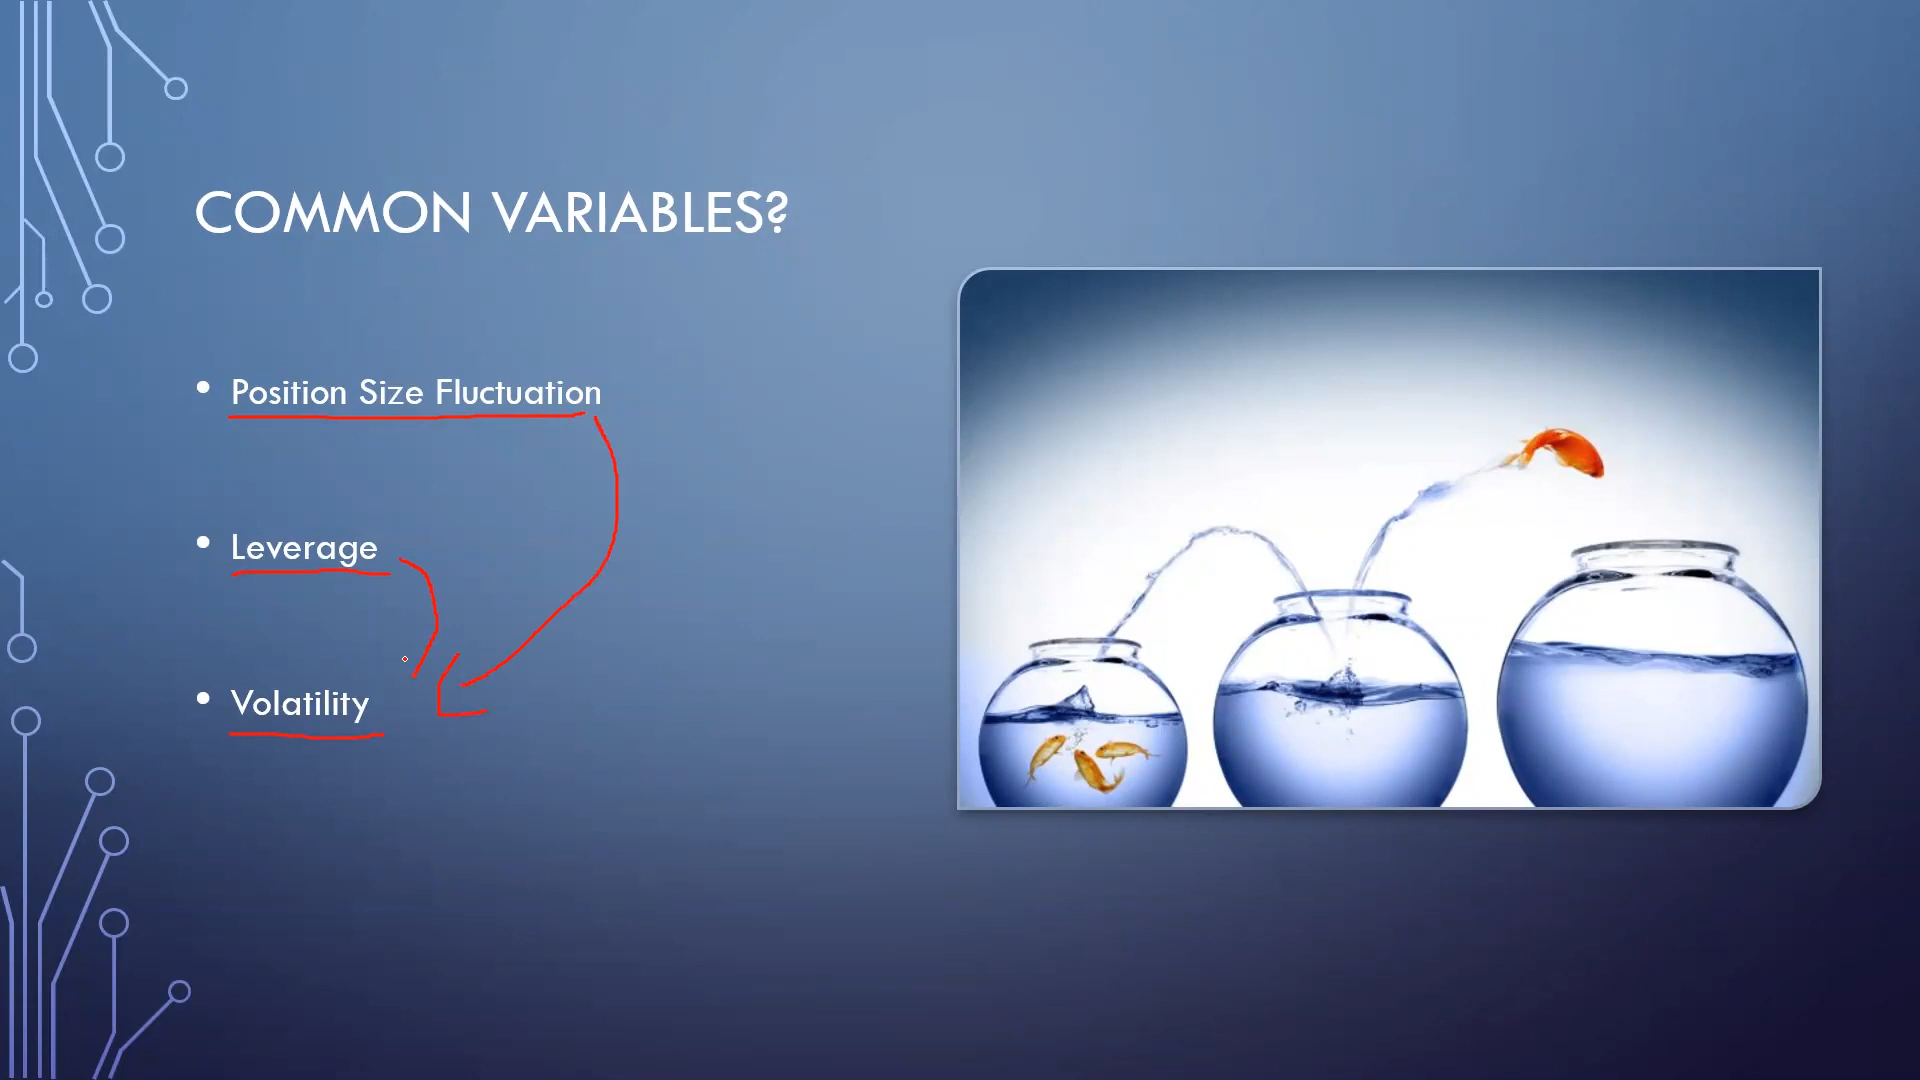 COMMON VARIABLES?
• Position Size Fluctuation
• Leverage
• Volatility